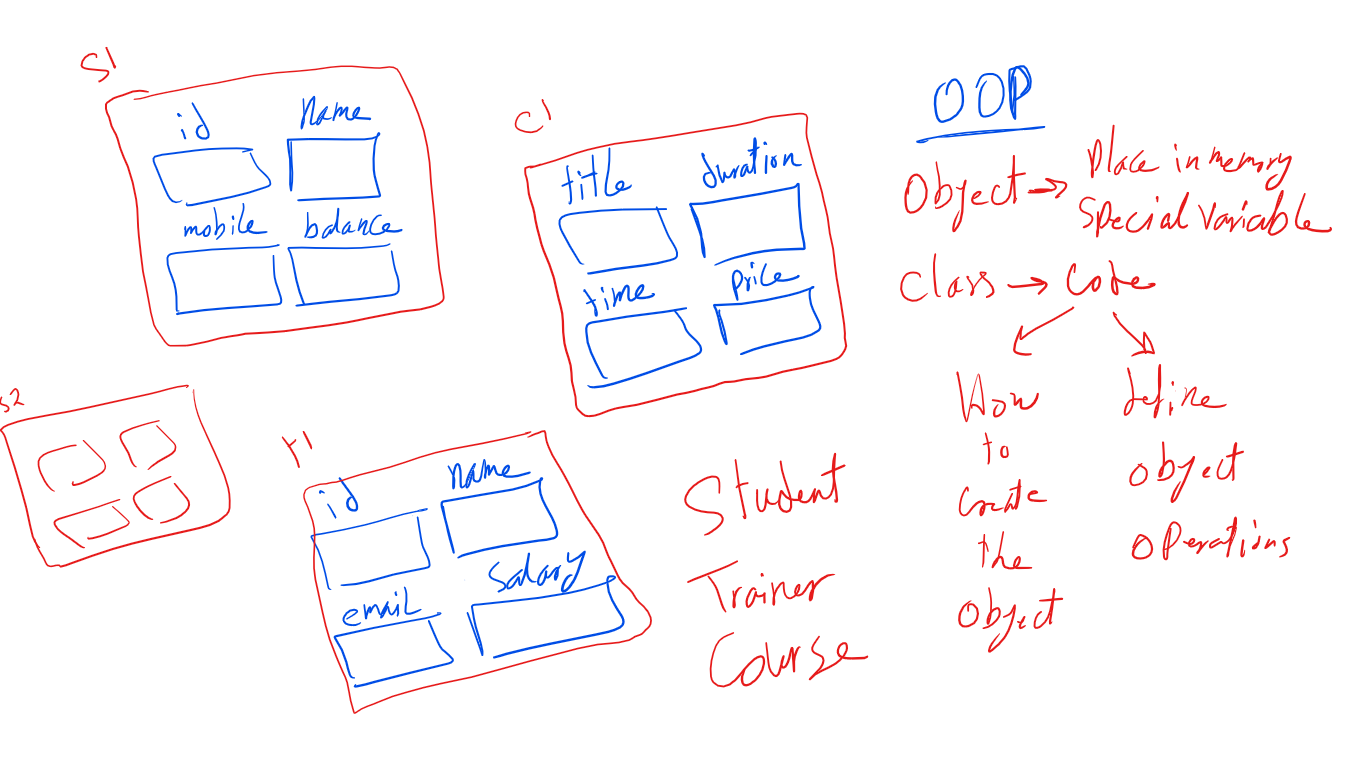 S1
id
Name
mobile
balance
C1
title
duration
time
price
S2
T1
id
name
email
salary
Student
Trainer
Course
OOP
Object → Place in memory
Special Variable
Class → Code
How
to
create
the
object
define
object
operations